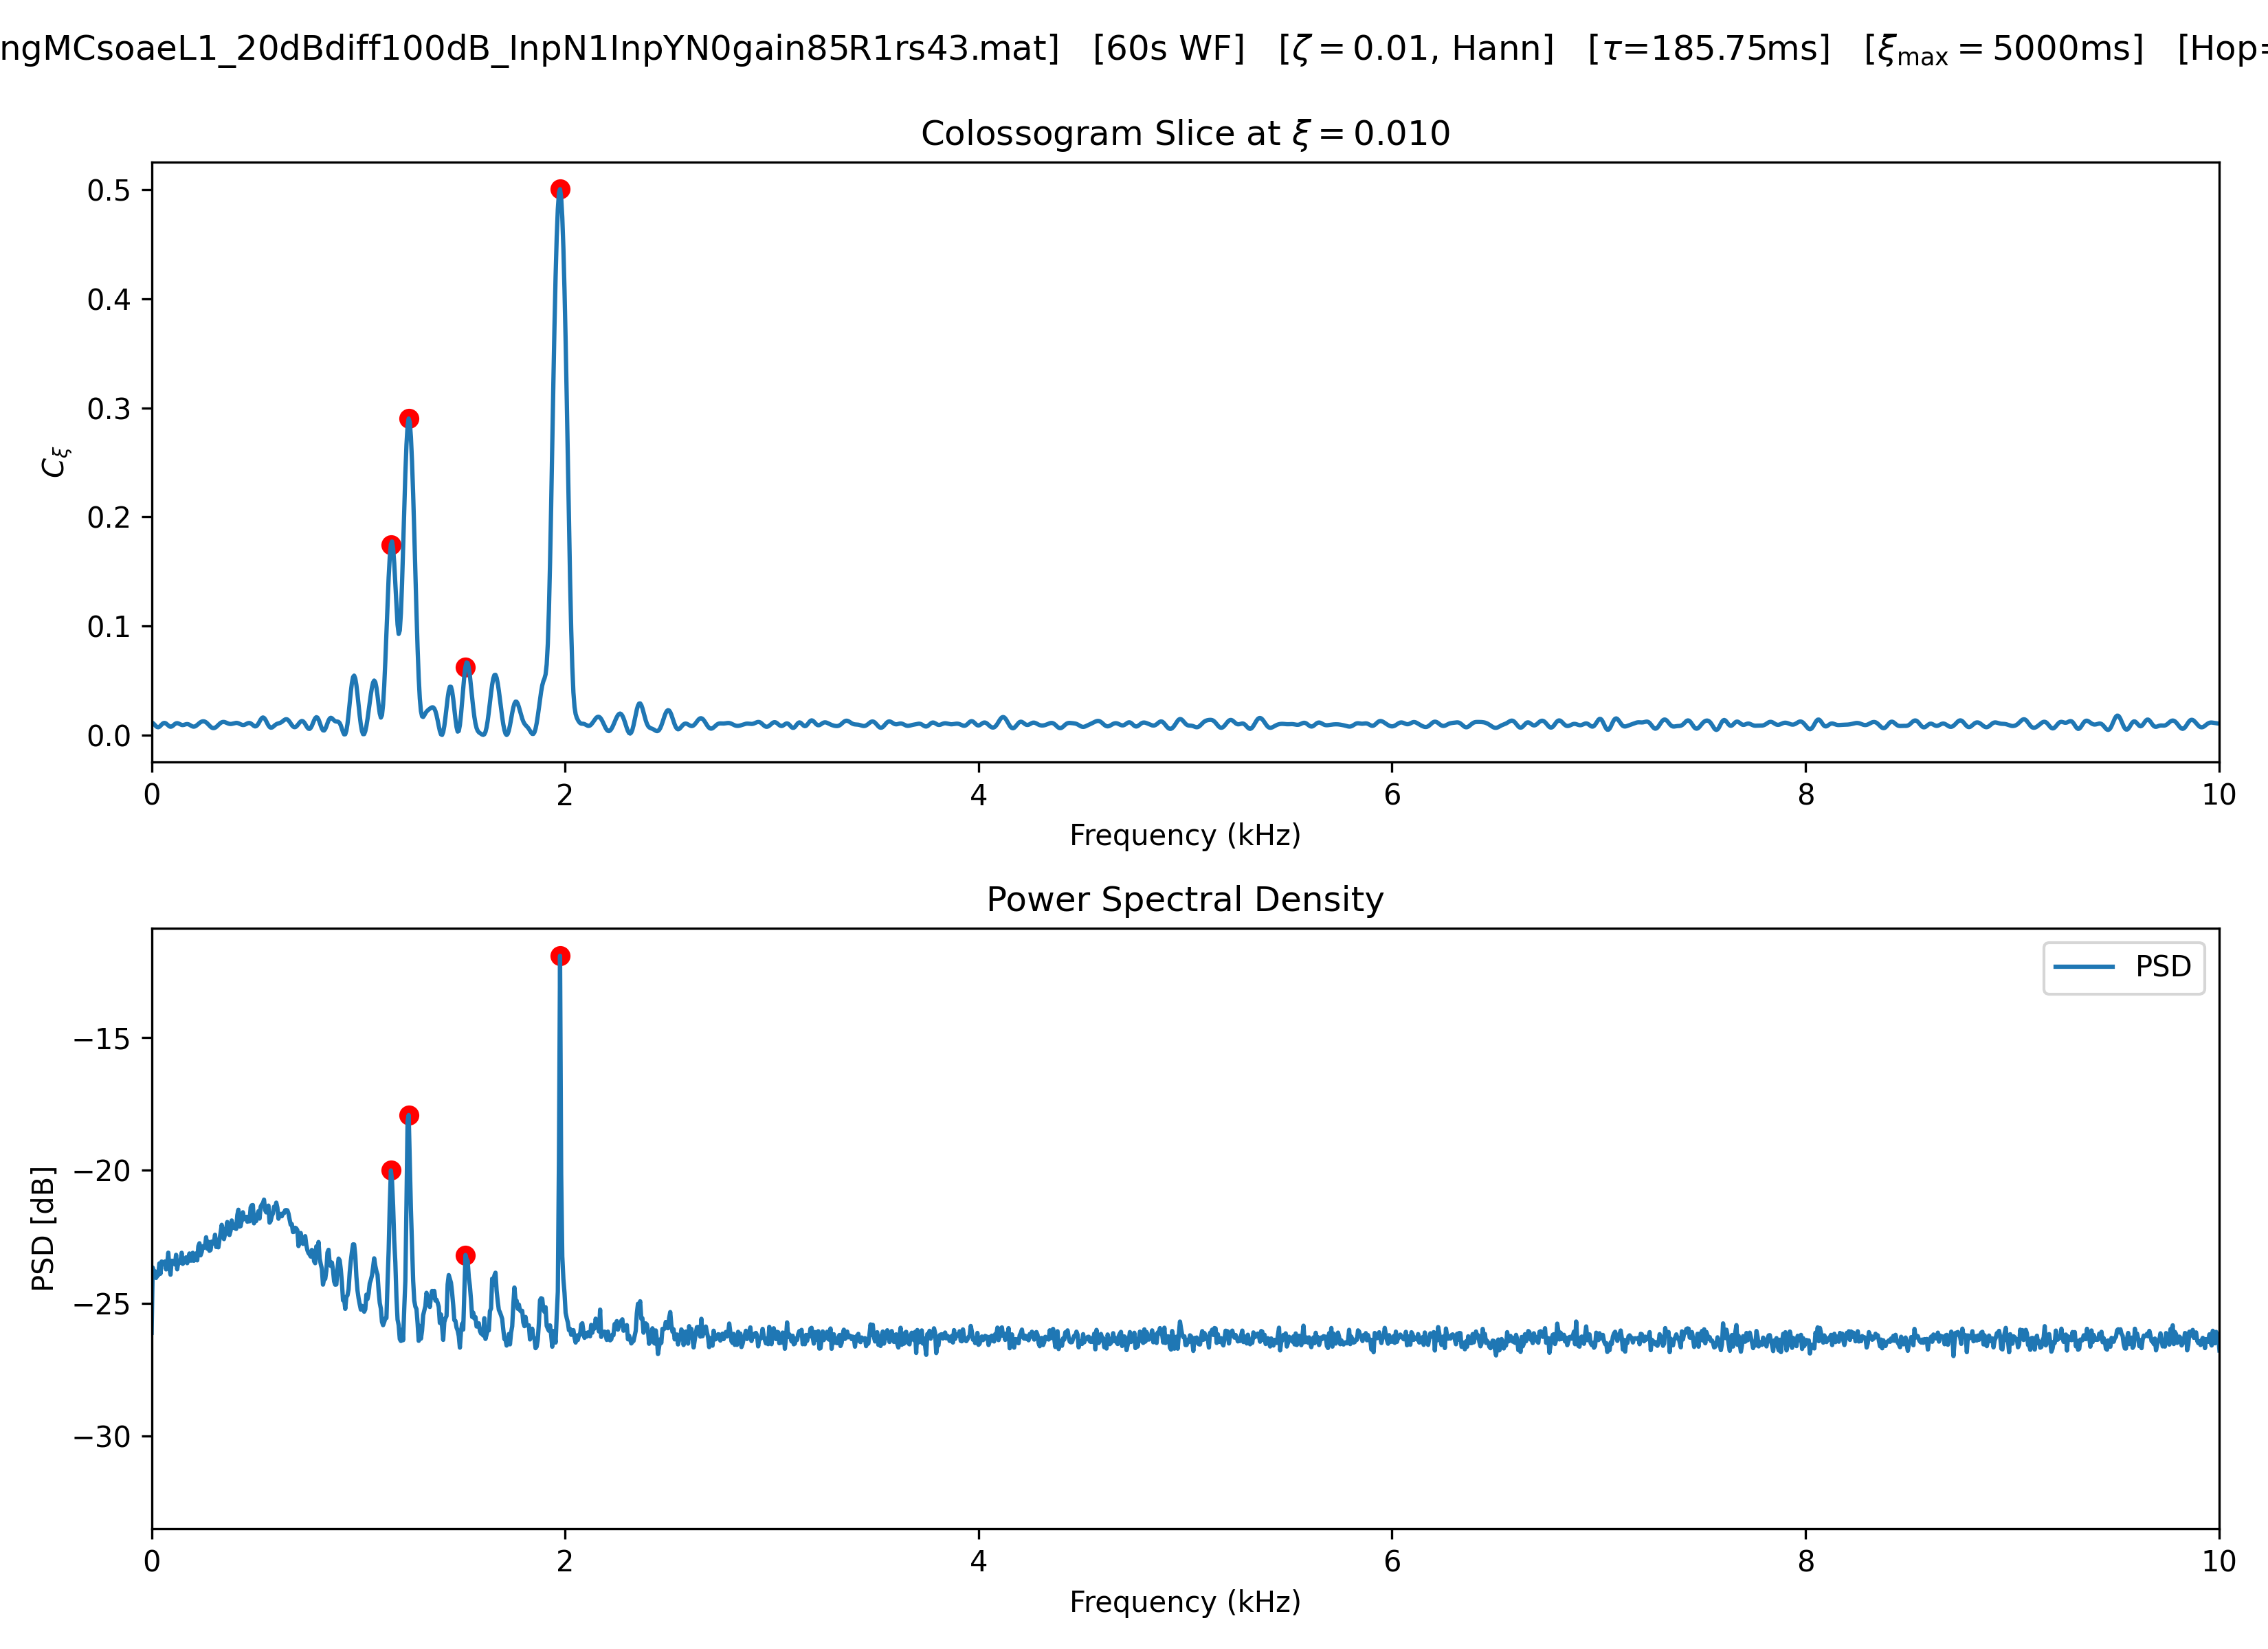 ngMCsoaeL1_20dBdiff100dB_InpN1InpYN0gain85R1rs43.mat] [60s WF] [ζ = 0.01, Hann] [τ=185.75ms] [ξmax = 5000ms] [Hop=
Colossogram Slice at ξ = 0.010
0.5
0.4
0.3
0.2
0.1
0.0
Cξ
0 2 4 6 8 10
Frequency (kHz)
Power Spectral Density
PSD
−15
−20
−25
−30
PSD [dB]
0 2 4 6 8 10
Frequency (kHz)